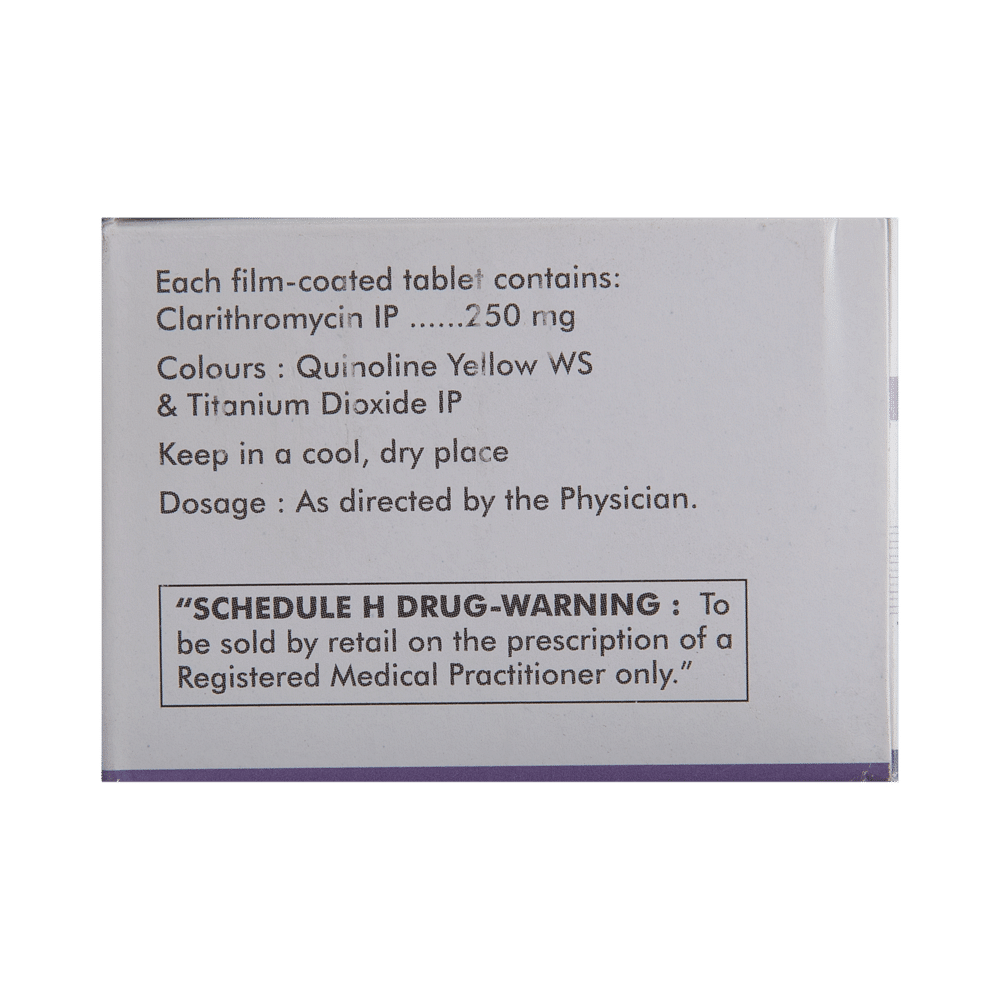 Each film-coated tablet contains:
Clarithromycin IP ......250 mg
Colours : Quinoline Yellow WS
& Titanium Dioxide IP
Keep in a cool, dry place
Dosage : As directed by the Physician.
“SCHEDULE H DRUG-WARNING : To
be sold by retail on the prescription of a
Registered Medical Practitioner only.”